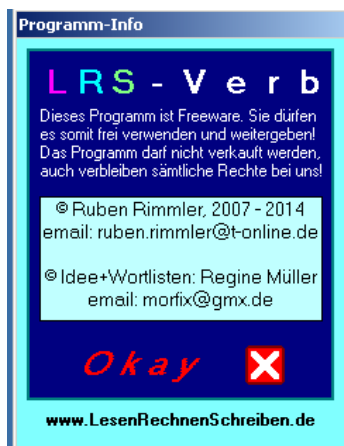 Programm-Info
LRS - Verb
Dieses Programm ist Freeware. Sie dürfen
es somit frei verwenden und weitergeben!
Das Programm darf nicht verkauft werden,
auch verbleiben sämtliche Rechte bei uns!
© Ruben Rimmler, 2007 - 2014
email: ruben.rimmler@t-online.de
© Idee+Wortlisten: Regine Müller
email: morfix@gmx.de
Okay
www.LesenRechnenSchreiben.de